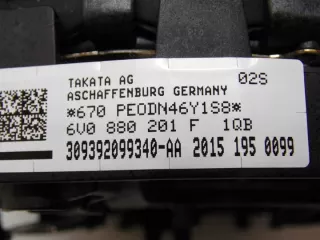 TAKATA AG 02S
ASCHAFFENBURG GERMANY
*670 PEODN46Y1S8*
6V0 880 201 F 1QB
309392099340-AA 2015 195 0099